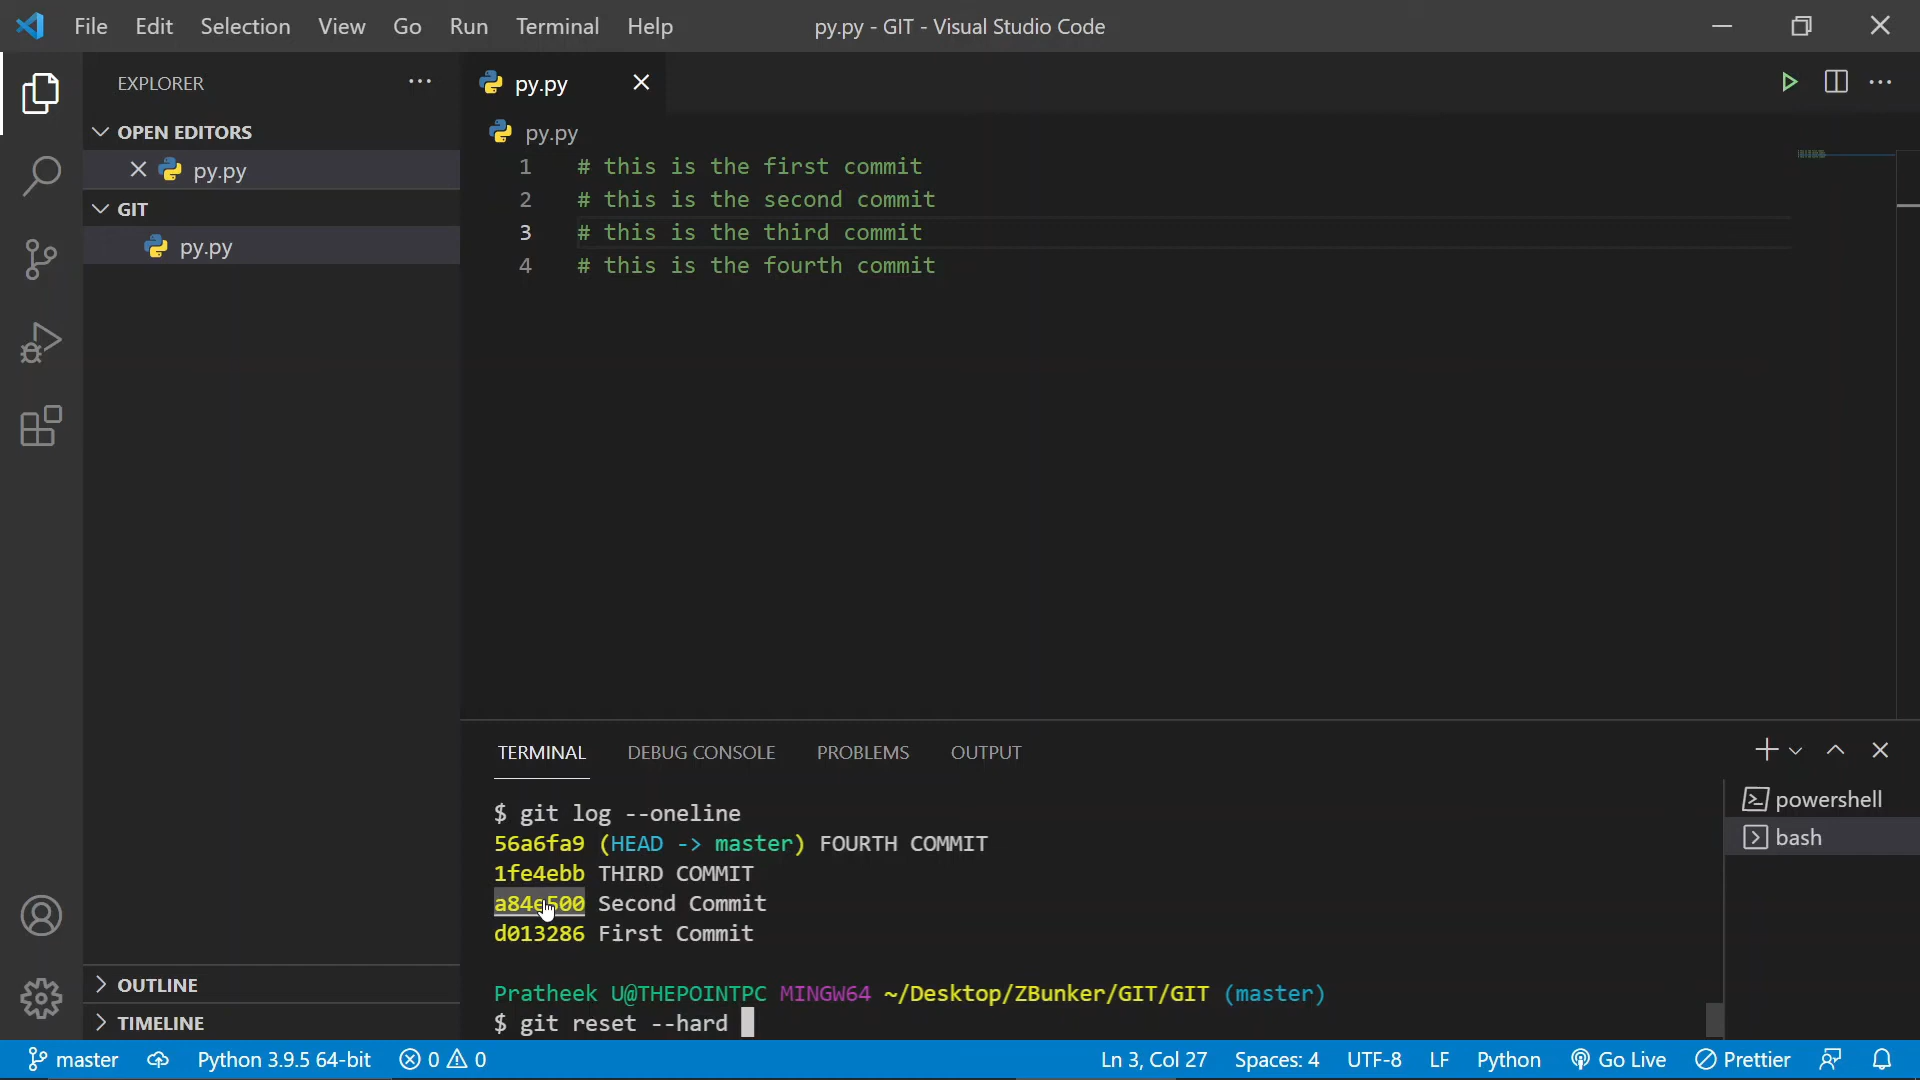 File Edit Selection View Go Run Terminal Help py.py - GIT - Visual Studio Code
EXPLORER
OPEN EDITORS
py.py
GIT
py.py
OUTLINE
TIMELINE
py.py
py.py
1 # this is the first commit
2 # this is the second commit
3 # this is the third commit
4 # this is the fourth commit
TERMINAL DEBUG CONSOLE PROBLEMS OUTPUT
$ git log --oneline
56a6fa9 (HEAD -> master) FOURTH COMMIT
1fe4ebb THIRD COMMIT
a84e500 Second Commit
d013286 First Commit
Pratheek U@THEPOINTPC MINGW64 ~/Desktop/ZBunker/GIT/GIT (master)
$ git reset --hard
powershell
bash
master Python 3.9.5 64-bit 0 0 Ln 3, Col 27 Spaces: 4 UTF-8 LF Python Go Live Prettier